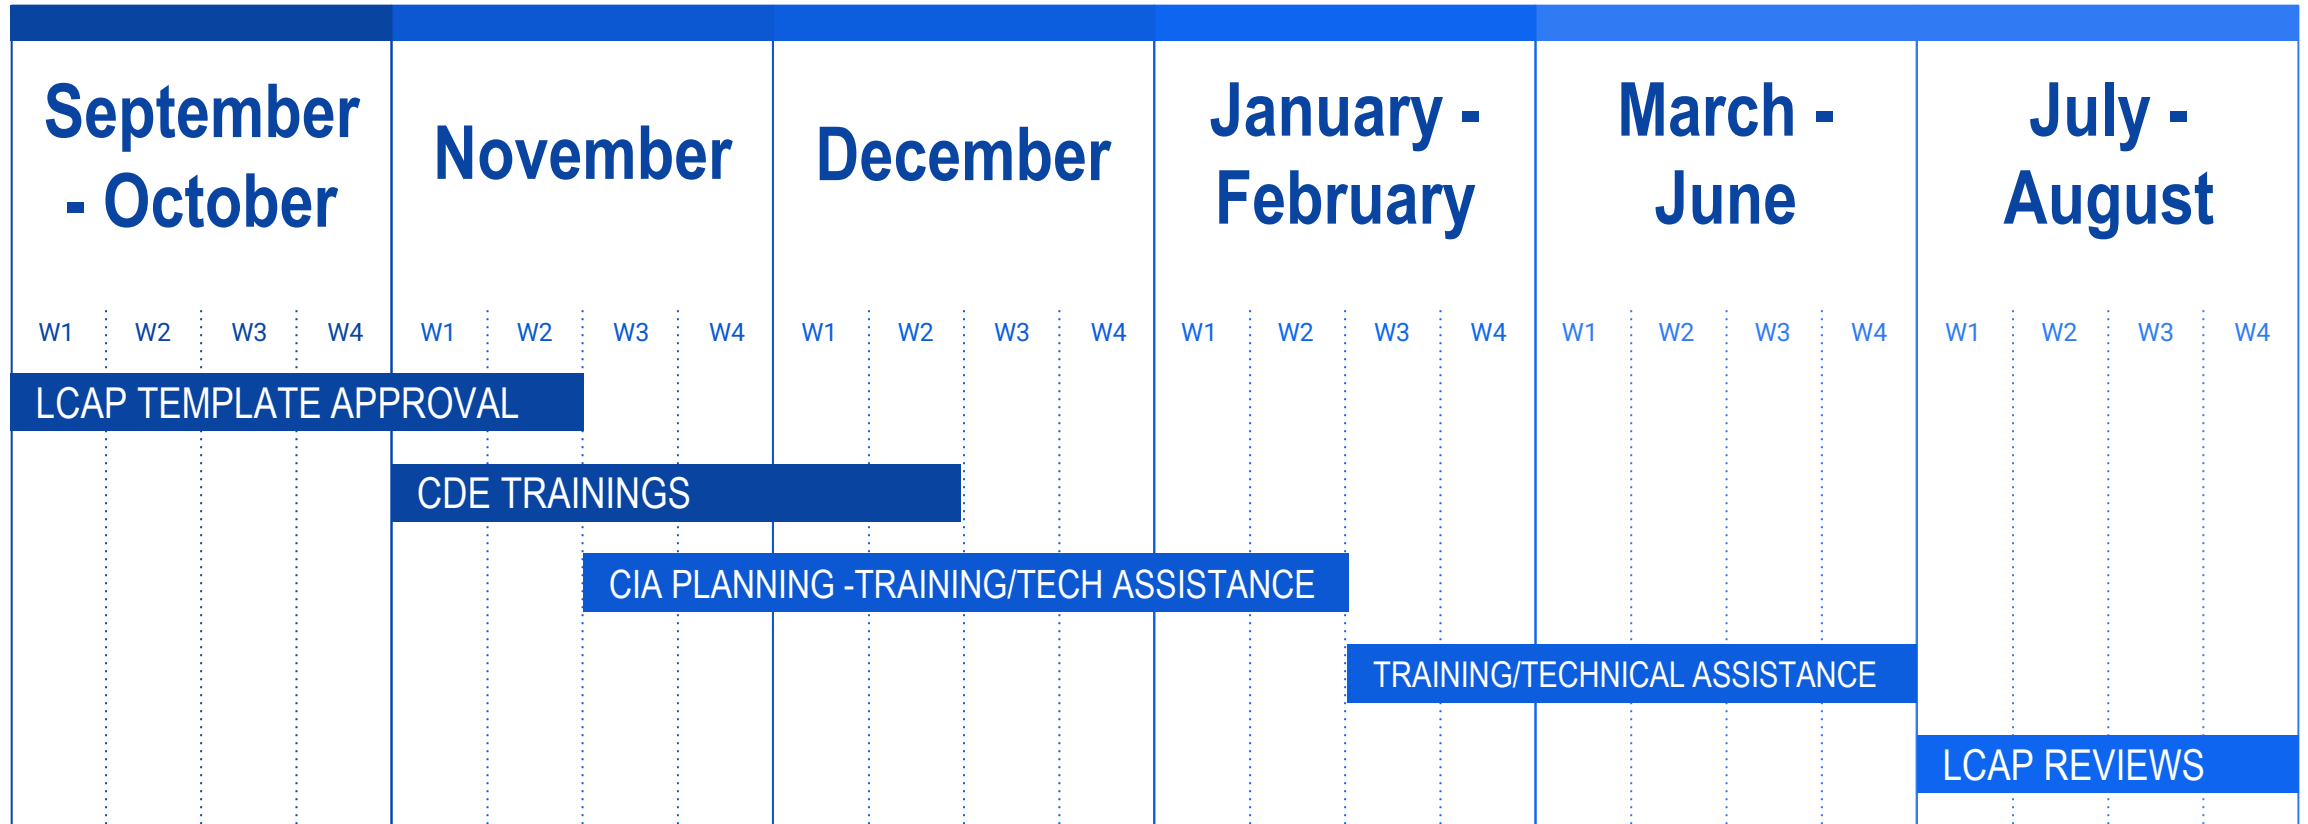 September
- October
November
December
January -
February
March -
June
July -
August
W1 W2 W3 W4 W1 W2 W3 W4 W1 W2 W3 W4 W1 W2 W3 W4 W1 W2 W3 W4 W1 W2 W3 W4
LCAP TEMPLATE APPROVAL
CDE TRAININGS
CIA PLANNING -TRAINING/TECH ASSISTANCE
TRAINING/TECHNICAL ASSISTANCE
LCAP REVIEWS